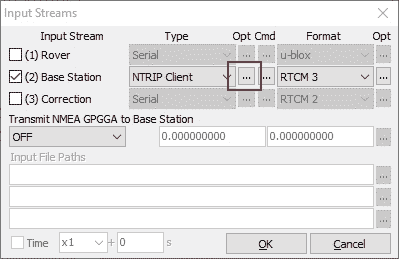 Input Streams
Input Stream Type Opt Cmd Format Opt
(1) Rover Serial ... ... u-blox ...
(2) Base Station NTRIP Client ... ... RTCM 3 ...
(3) Correction Serial ... ... RTCM 2 ...
Transmit NMEA GPGGA to Base Station
OFF 0.000000000 0.000000000 ...
Input File Paths
...
...
...
Time x1 + 0 s OK Cancel